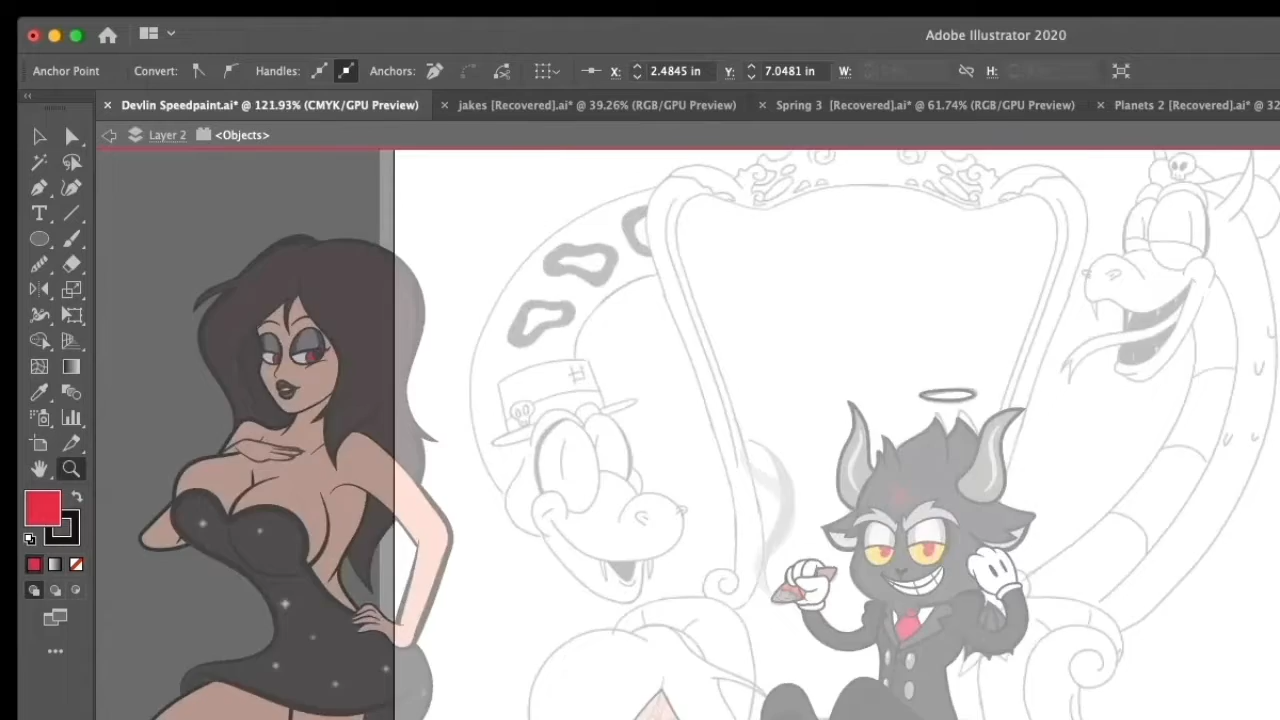 Adobe Illustrator 2020
Anchor Point Convert: Handles: Anchors: X: 2.4845 in Y: 7.0481 in W: H:
× Devlin Speedpaint.ai* @ 121.93% (CMYK/GPU Preview) × jakes [Recovered].ai* @ 39.26% (RGB/GPU Preview) × Spring 3 [Recovered].ai* @ 61.74% (RGB/GPU Preview) × Planets 2 [Recovered].ai* @ 32
Layer 2 <Objects>